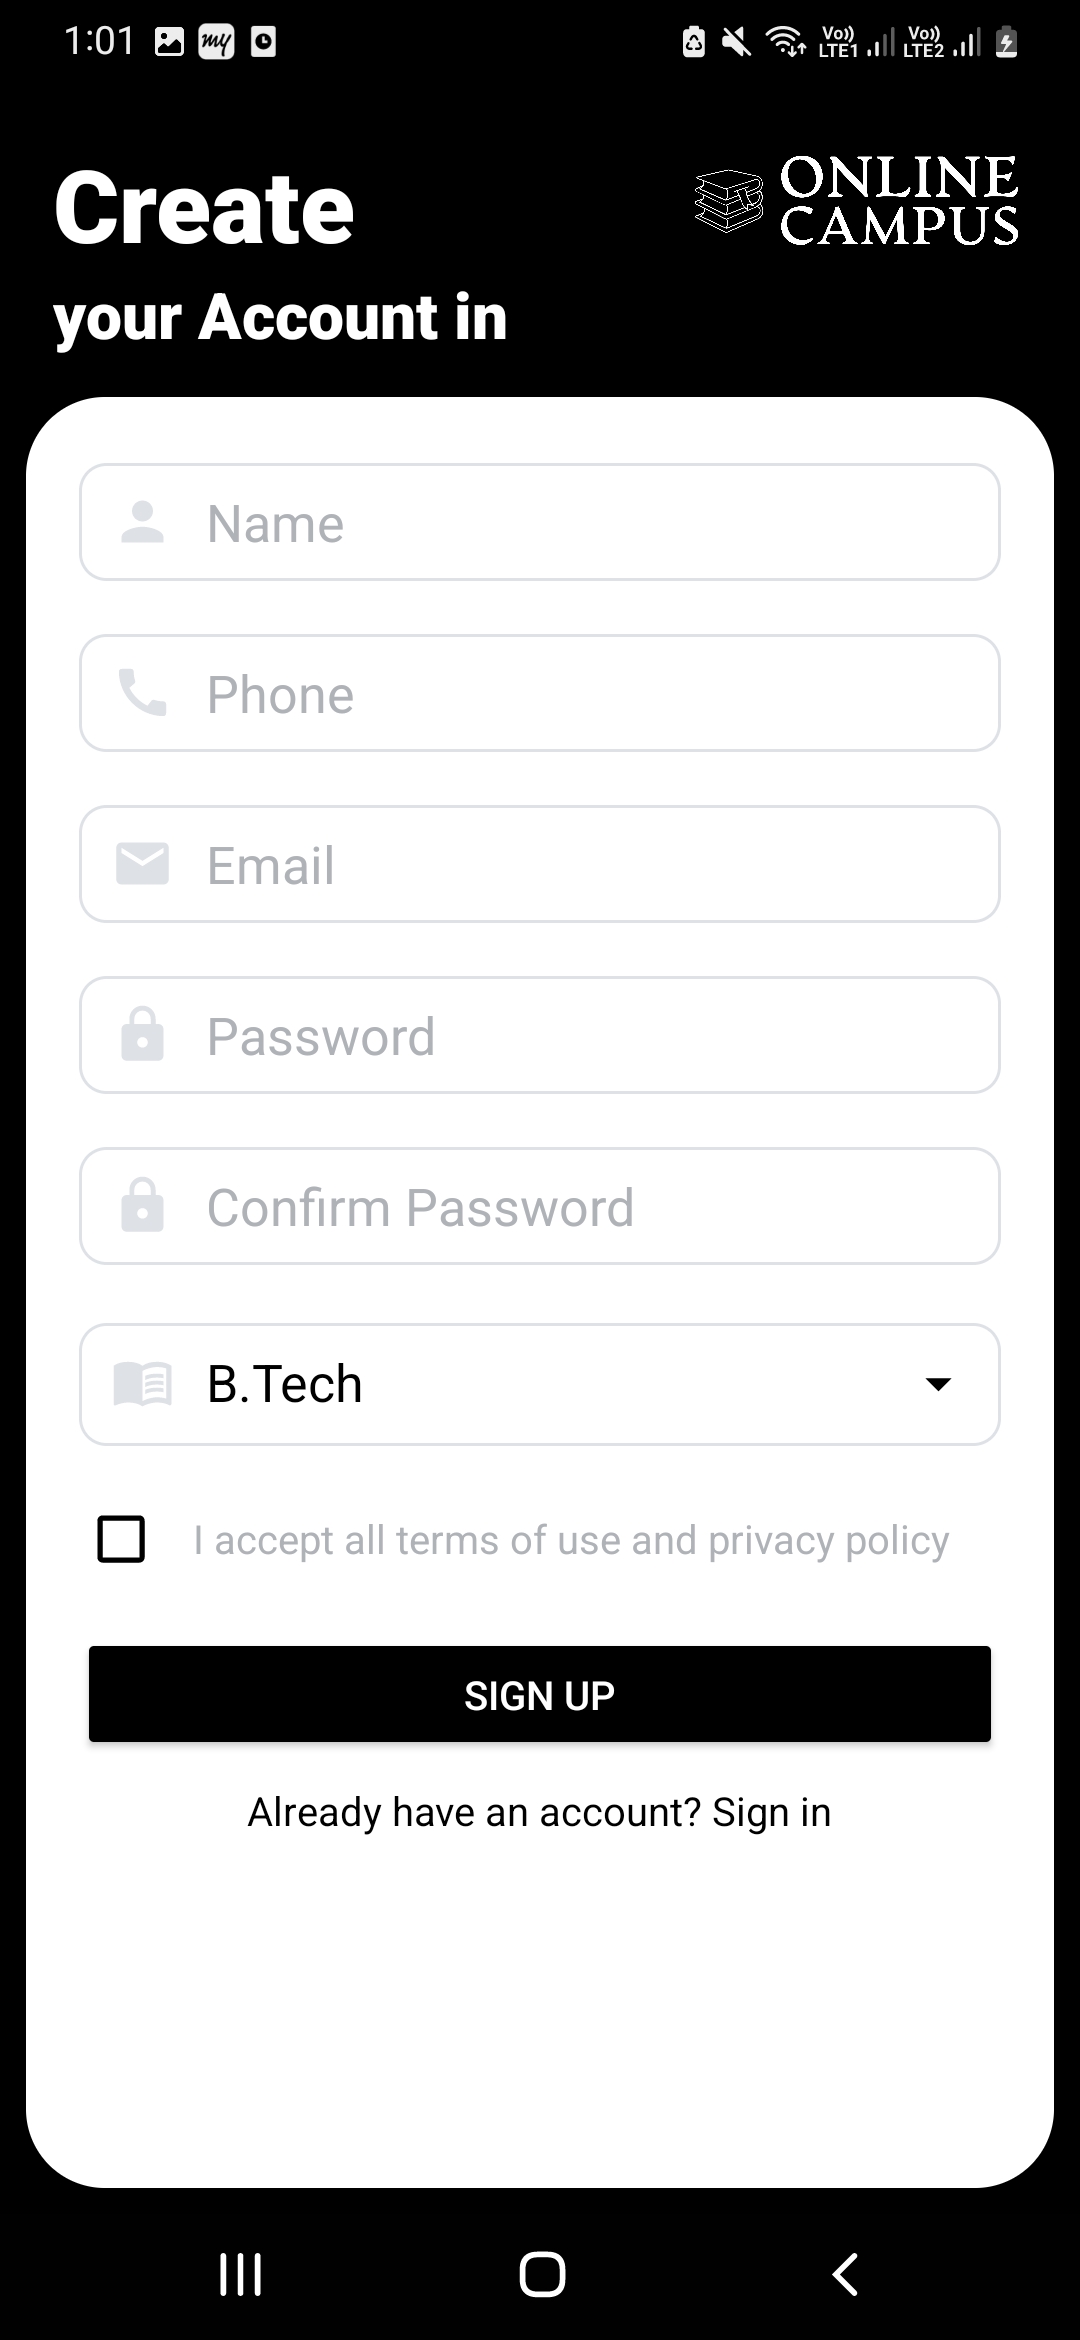 1:01 my Vo)) LTE1 Vo)) LTE2
Create
ONLINE
CAMPUS
your Account in
Name
Phone
Email
Password
Confirm Password
B.Tech
I accept all terms of use and privacy policy
SIGN UP
Already have an account? Sign in